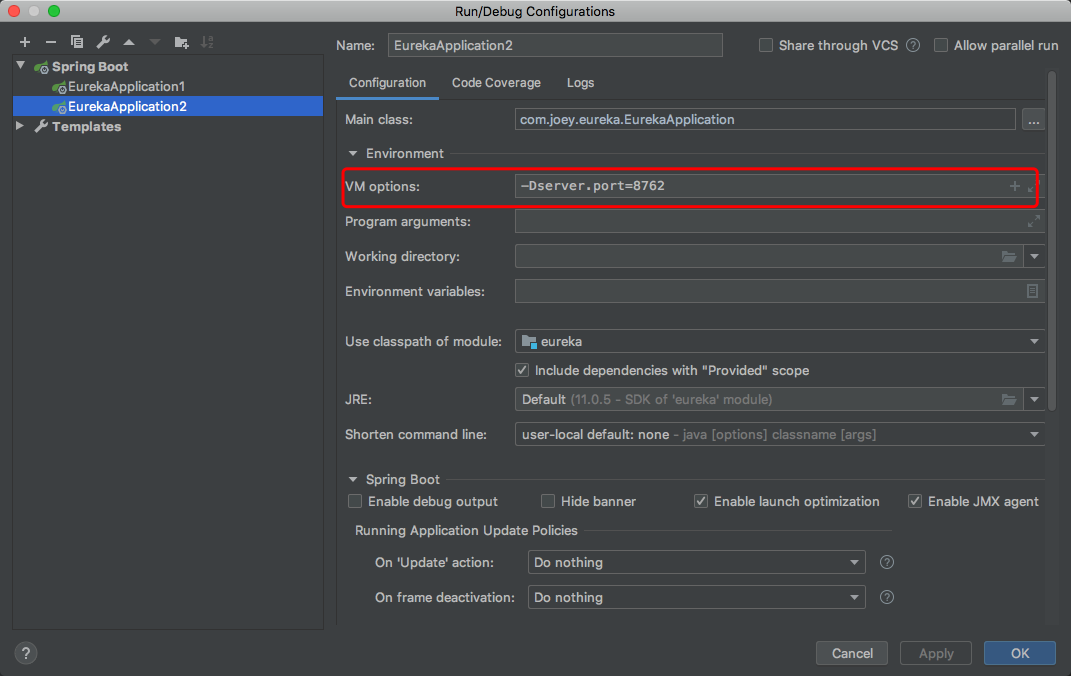 Run/Debug Configurations
Name: EurekaApplication2 Share through VCS ? Allow parallel run
Spring Boot
EurekaApplication1
EurekaApplication2
Templates
Configuration Code Coverage Logs
Main class: com.joey.eureka.EurekaApplication ...
Environment
VM options: -Dserver.port=8762
Program arguments:
Working directory:
Environment variables:
Use classpath of module: eureka
Include dependencies with "Provided" scope
JRE: Default (11.0.5 - SDK of 'eureka' module)
Shorten command line: user-local default: none - java [options] classname [args]
Spring Boot
Enable debug output Hide banner Enable launch optimization Enable JMX agent
Running Application Update Policies
On 'Update' action: Do nothing ?
On frame deactivation: Do nothing ?
? Cancel Apply OK